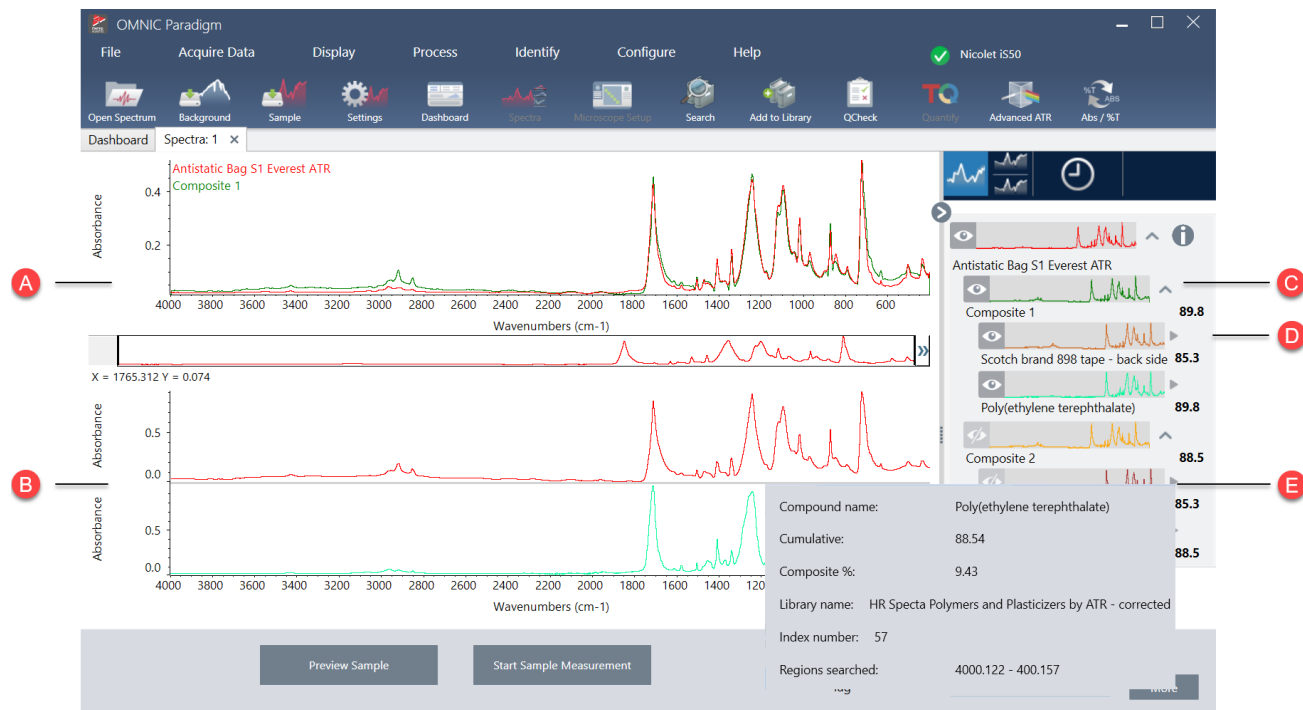 OMNIC Paradigm
File Acquire Data Display Process Identify Configure Help Nicolet iS50
%T ABS TQ
Open Spectrum Background Sample Settings Dashboard Spectra Microscope Setup Search Add to Library QCheck Quantify Advanced ATR Abs / %T
Dashboard Spectra: 1 ×
Antistatic Bag S1 Everest ATR
Composite 1
Absorbance
0.4
0.2
4000 3800 3600 3400 3200 3000 2800 2600 2400 2200 2000 1800 1600 1400 1200 1000 800 600
Wavenumbers (cm-1)
X = 1765.312 Y = 0.074
Absorbance
0.5
0.0
Absorbance
0.5
0.0
4000 3800 3600 3400 3200 3000 2800 2600 2400 2200 2000 1800 1600 1400 1200
Wavenumbers (cm-1)
Preview Sample Start Sample Measurement
A
B
Antistatic Bag S1 Everest ATR
Composite 1 89.8
Scotch brand 898 tape - back side 85.3
Poly(ethylene terephthalate) 89.8
Composite 2 88.5
85.3
88.5
C
D
E
Compound name: Poly(ethylene terephthalate)
Cumulative: 88.54
Composite %: 9.43
Library name: HR Specta Polymers and Plasticizers by ATR - corrected
Index number: 57
Regions searched: 4000.122 - 400.157
More